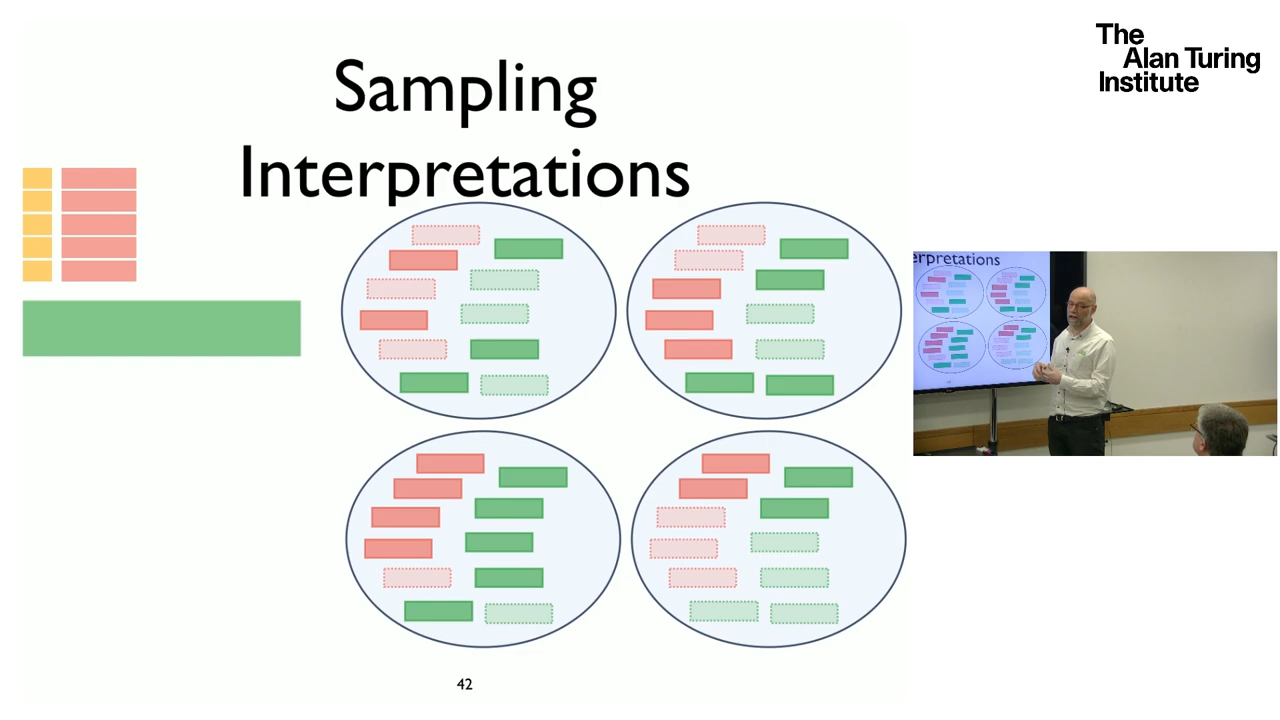 Sampling
Interpretations
The
Alan Turing
Institute
erpretations
42